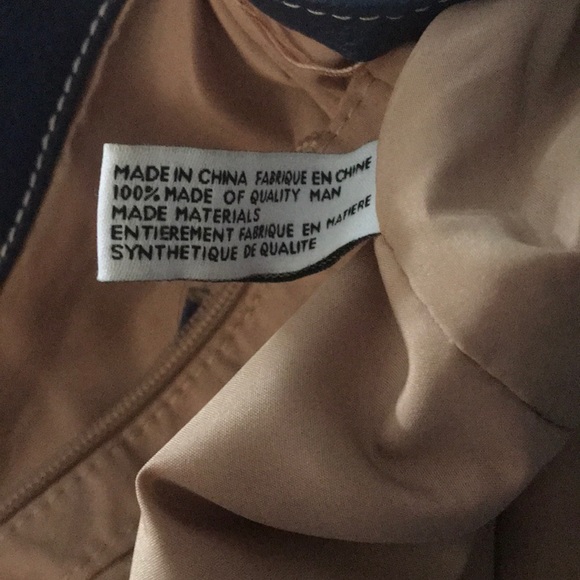 MADE IN CHINA FABRIQUE EN CHINE
100% MADE OF QUALITY MAN
MADE MATERIALS
ENTIEREMENT FABRIQUE EN MATIERE
SYNTHETIQUE DE QUALITE